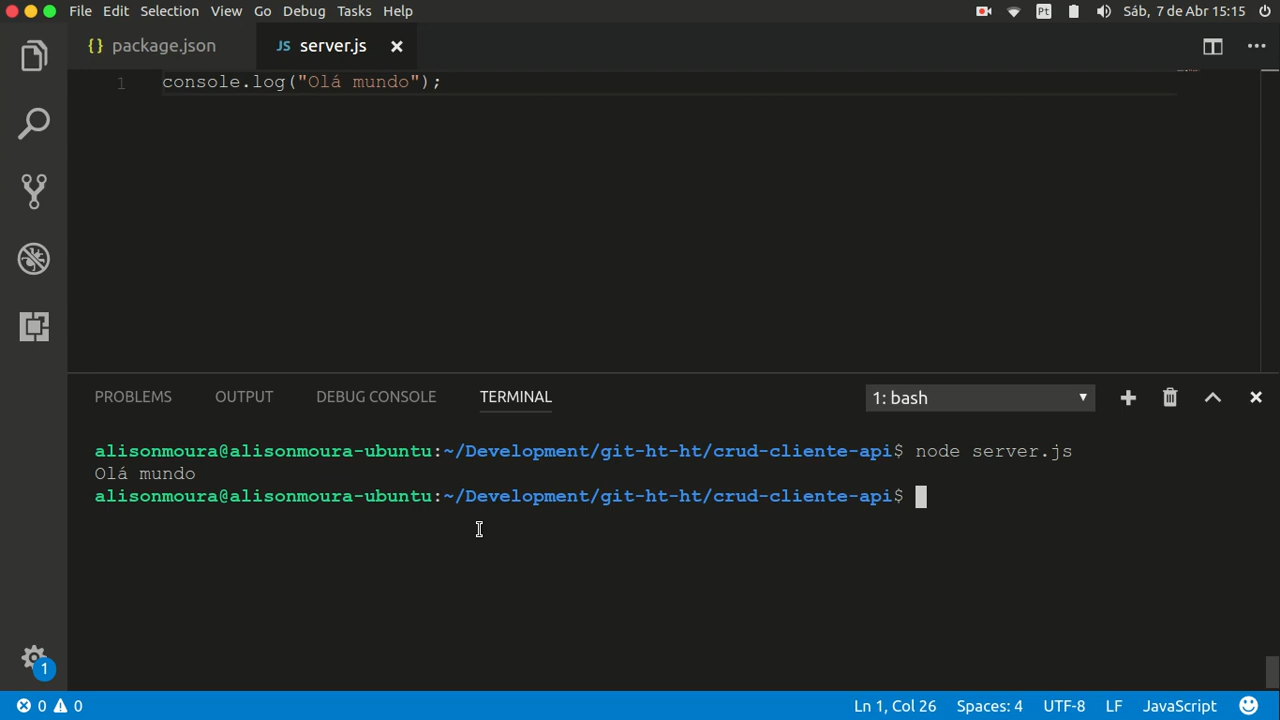 File Edit Selection View Go Debug Tasks Help
Pt Sáb, 7 de Abr 15:15
{} package.json JS server.js
1 console.log("Olá mundo");
PROBLEMS OUTPUT DEBUG CONSOLE TERMINAL 1: bash
alisonmoura@alisonmoura-ubuntu:~/Development/git-ht-ht/crud-cliente-api$ node server.js
Olá mundo
alisonmoura@alisonmoura-ubuntu:~/Development/git-ht-ht/crud-cliente-api$
1
0 0 Ln 1, Col 26 Spaces: 4 UTF-8 LF JavaScript